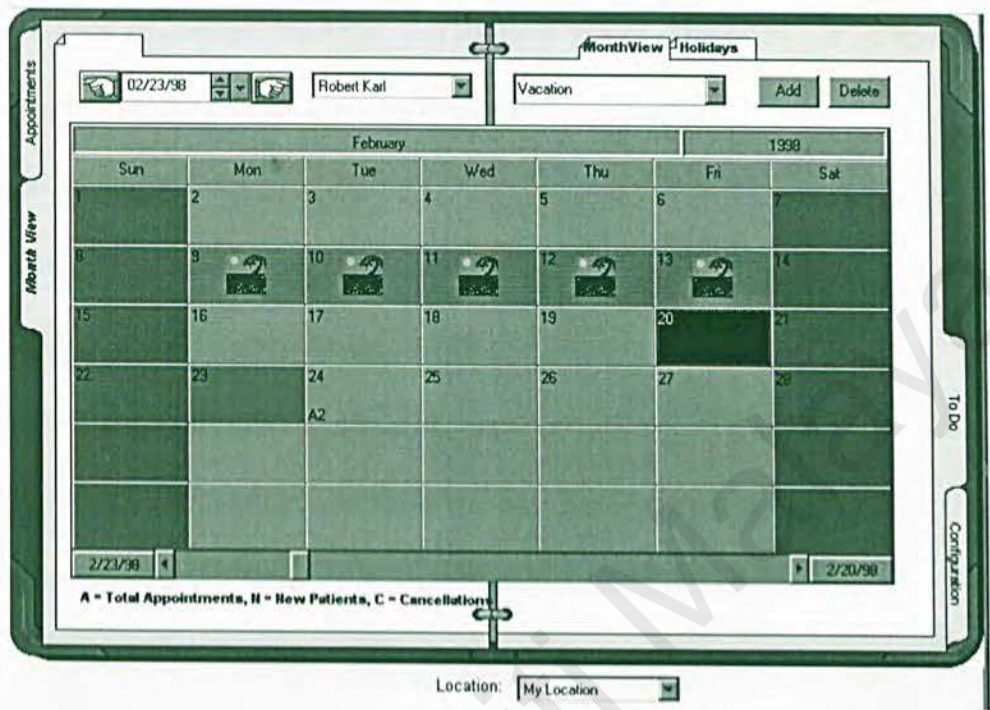 MonthView Holidays
02/23/98 Robert Karl Vacation Add Delete
Appointments
Month View
February 1998
Sun Mon Tue Wed Thu Fri Sat
1 2 3 4 5 6 7
8 9 10 11 12 13 14
15 16 17 18 19 20 21
22 23 24 25 26 27 28
A2
To Do
Configuration
2/23/98 2/20/98
A = Total Appointments, N = New Patients, C = Cancellations
Location: My Location